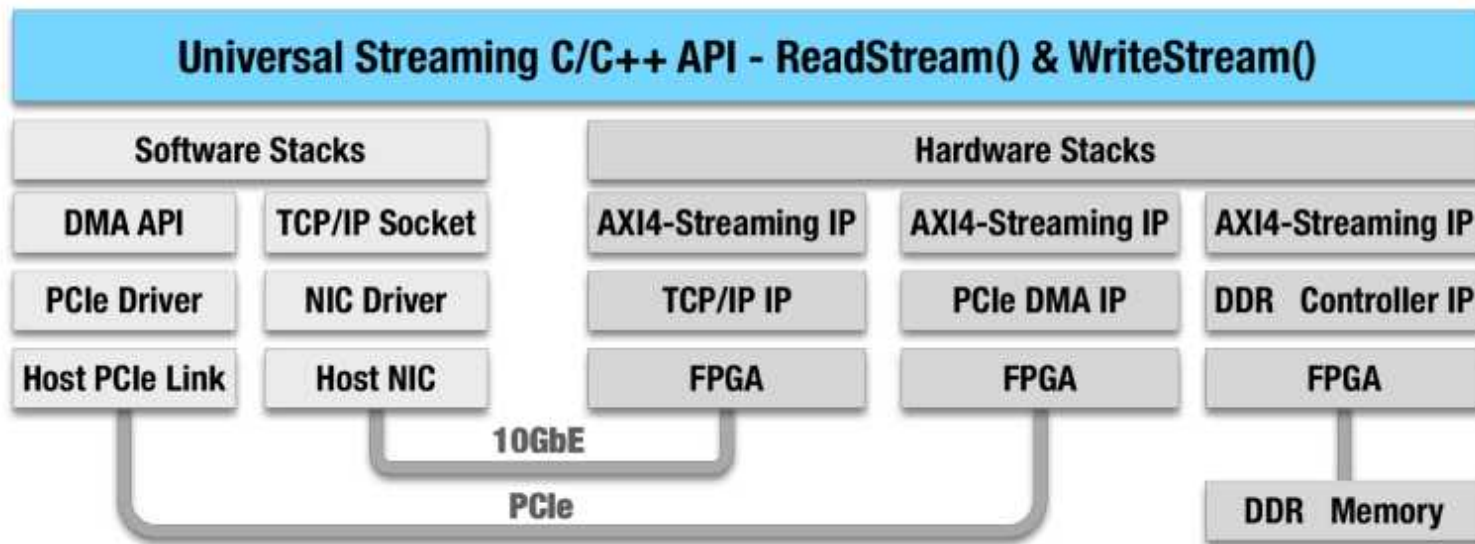 Universal Streaming C/C++ API - ReadStream() & WriteStream()
Software Stacks
Hardware Stacks
DMA API
TCP/IP Socket
AXI4-Streaming IP
AXI4-Streaming IP
AXI4-Streaming IP
PCIe Driver
NIC Driver
TCP/IP IP
PCIe DMA IP
DDR Controller IP
Host PCIe Link
Host NIC
FPGA
FPGA
FPGA
10GbE
PCIe
DDR Memory